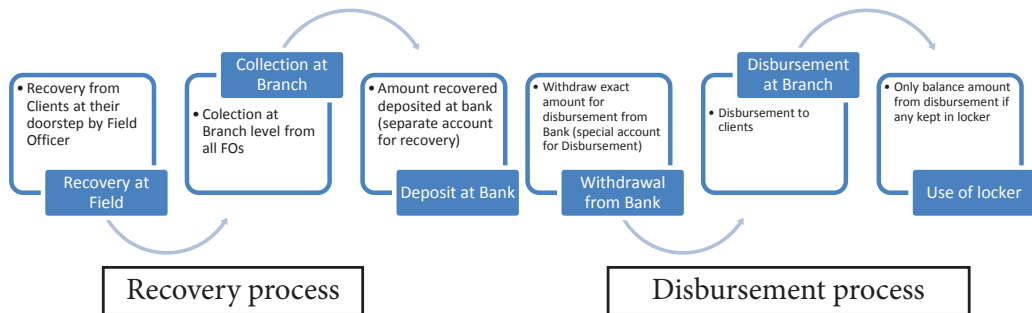 • Recovery from
Clients at their
doorstep by Field
Officer
Recovery at
Field
Collection at
Branch
• Colection at
Branch level from
all FOs
• Amount recovered
deposited at bank
(separate account
for recovery)
Deposit at Bank
• Withdraw exact
amount for
disbursement from
Bank (special account
for Disbursement)
Withdrawal
from Bank
Disbursement
at Branch
• Disbursement to
clients
• Only balance amount
from disbursement if
any kept in locker
Use of locker
Recovery process
Disbursement process